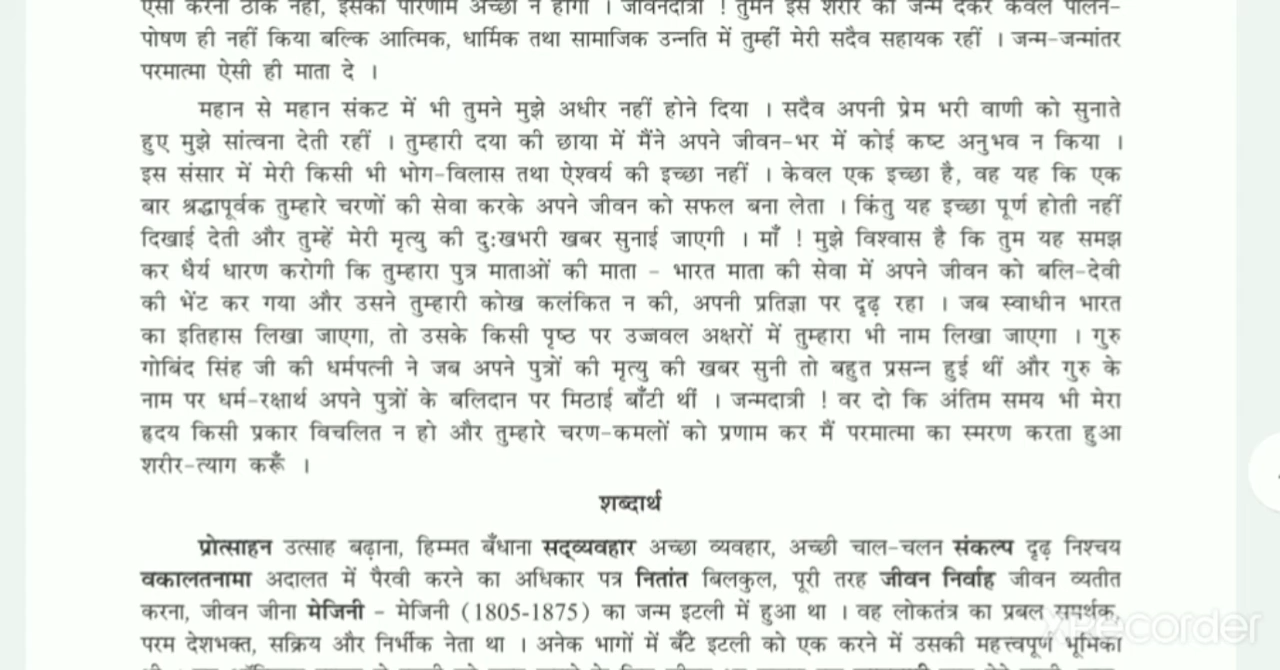 ऐसी करना ठीक नहीं, इसका परिणाम अच्छा न होगा । जीवनदात्री ! तुमने इस शरीर को जन्म देकर केवल पालन-
पोषण ही नहीं किया बल्कि आत्मिक, धार्मिक तथा सामाजिक उन्नति में तुम्हीं मेरी सदैव सहायक रहीं । जन्म-जन्मांतर
परमात्मा ऐसी ही माता दे ।
महान से महान संकट में भी तुमने मुझे अधीर नहीं होने दिया । सदैव अपनी प्रेम भरी वाणी को सुनाते
हुए मुझे सांत्वना देती रहीं । तुम्हारी दया की छाया में मैंने अपने जीवन-भर में कोई कष्ट अनुभव न किया ।
इस संसार में मेरी किसी भी भोग-विलास तथा ऐश्वर्य की इच्छा नहीं । केवल एक इच्छा है, वह यह कि एक
बार श्रद्धापूर्वक तुम्हारे चरणों की सेवा करके अपने जीवन को सफल बना लेता । किंतु यह इच्छा पूर्ण होती नहीं
दिखाई देती और तुम्हें मेरी मृत्यु की दुःखभरी खबर सुनाई जाएगी । माँ ! मुझे विश्वास है कि तुम यह समझ
कर धैर्य धारण करोगी कि तुम्हारा पुत्र माताओं की माता - भारत माता की सेवा में अपने जीवन को बलि-देवी
की भेंट कर गया और उसने तुम्हारी कोख कलंकित न की, अपनी प्रतिज्ञा पर दृढ़ रहा । जब स्वाधीन भारत
का इतिहास लिखा जाएगा, तो उसके किसी पृष्ठ पर उज्जवल अक्षरों में तुम्हारा भी नाम लिखा जाएगा । गुरु
गोबिंद सिंह जी की धर्मपत्नी ने जब अपने पुत्रों की मृत्यु की खबर सुनी तो बहुत प्रसन्न हुई थीं और गुरु के
नाम पर धर्म-रक्षार्थ अपने पुत्रों के बलिदान पर मिठाई बाँटी थीं । जन्मदात्री ! वर दो कि अंतिम समय भी मेरा
हृदय किसी प्रकार विचलित न हो और तुम्हारे चरण-कमलों को प्रणाम कर मैं परमात्मा का स्मरण करता हुआ
शरीर-त्याग करूँ ।
शब्दार्थ
प्रोत्साहन उत्साह बढ़ाना, हिम्मत बँधाना सद्व्यवहार अच्छा व्यवहार, अच्छी चाल-चलन संकल्प दृढ़ निश्चय
वकालतनामा अदालत में पैरवी करने का अधिकार पत्र नितांत बिलकुल, पूरी तरह जीवन निर्वाह जीवन व्यतीत
करना, जीवन जीना मेजिनी - मेजिनी (1805-1875) का जन्म इटली में हुआ था । वह लोकतंत्र का प्रबल समर्थक,
परम देशभक्त, सक्रिय और निर्भीक नेता था । अनेक भागों में बँटे इटली को एक करने में उसकी महत्त्वपूर्ण भूमिका
XRecorder